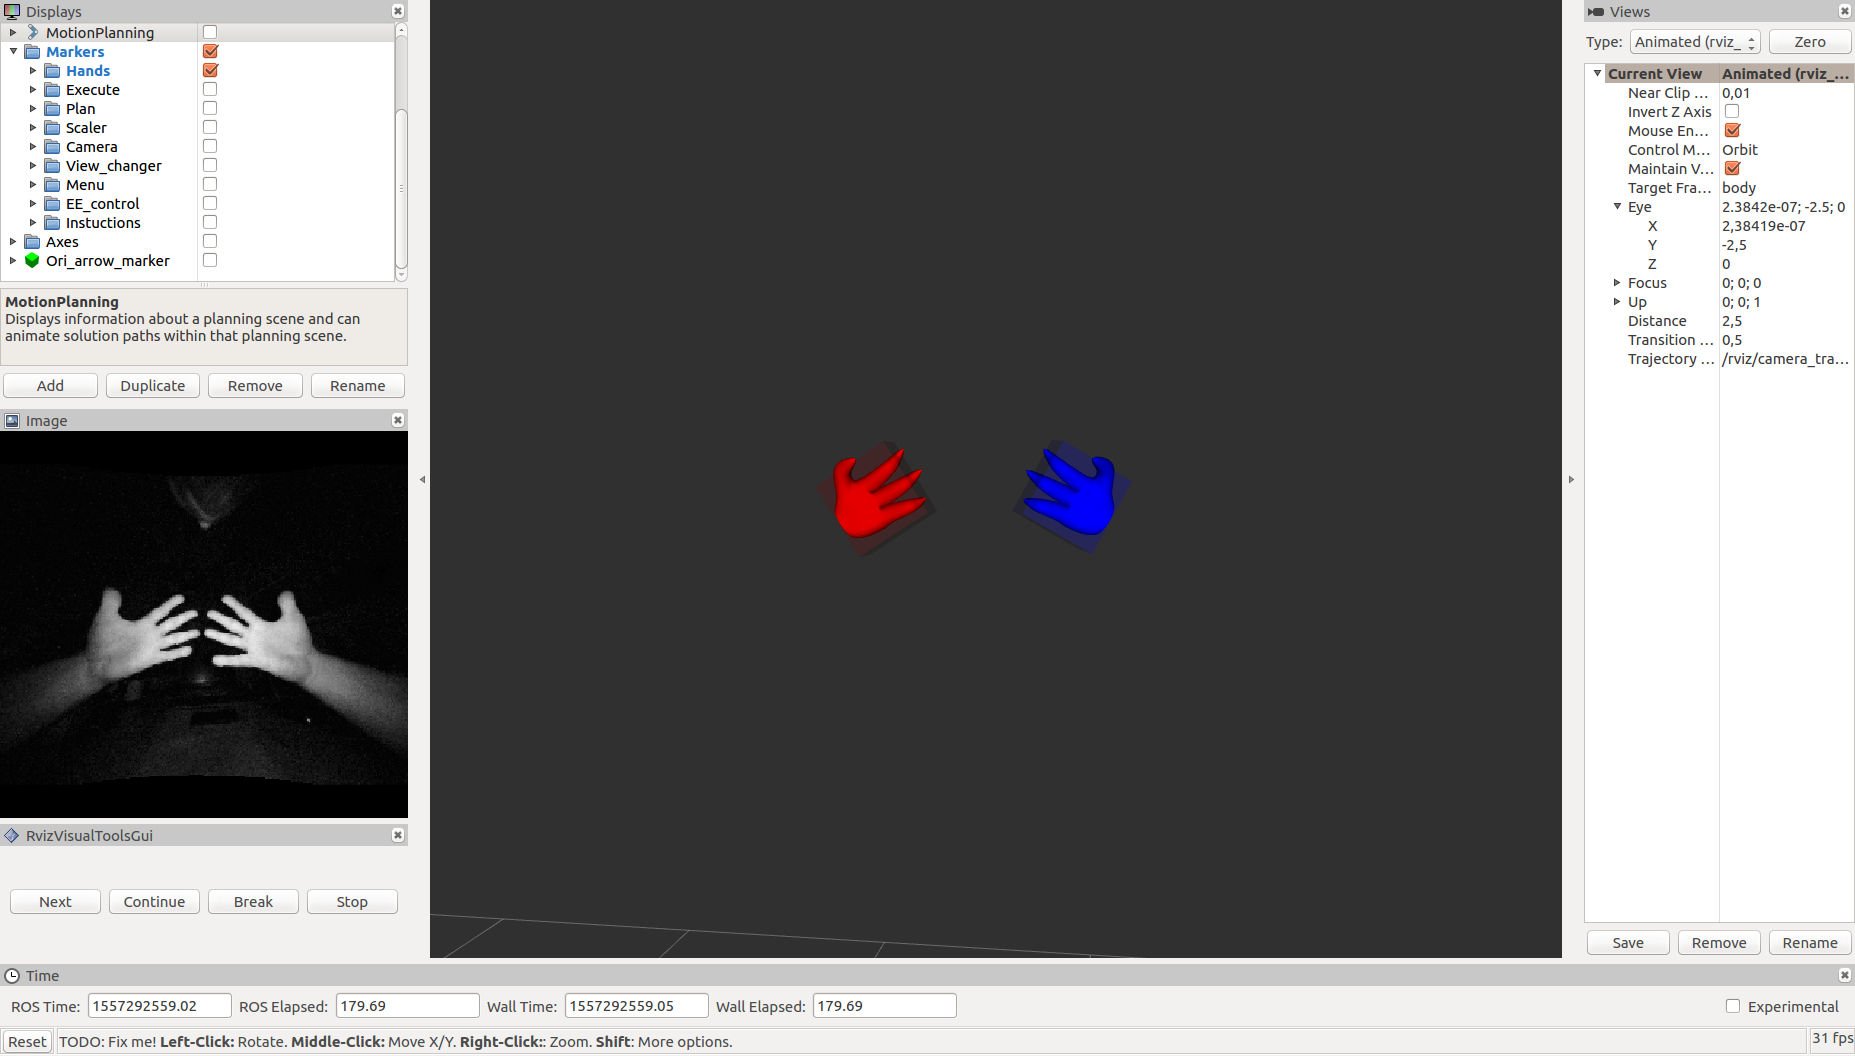 Displays
MotionPlanning
Markers
Hands
Execute
Plan
Scaler
Camera
View_changer
Menu
EE_control
Instuctions
Axes
Ori_arrow_marker
MotionPlanning
Displays information about a planning scene and can
animate solution paths within that planning scene.
Add Duplicate Remove Rename
Image
RvizVisualToolsGui
Next Continue Break Stop
Views
Type: Animated (rviz_ Zero
Current View Animated (rviz_...
Near Clip ... 0,01
Invert Z Axis
Mouse En...
Control M... Orbit
Maintain V...
Target Fra... body
Eye 2.3842e-07; -2.5; 0
X 2,38419e-07
Y -2,5
Z 0
Focus 0; 0; 0
Up 0; 0; 1
Distance 2,5
Transition ... 0,5
Trajectory ... /rviz/camera_tra...
Save Remove Rename
Time
ROS Time: 1557292559.02 ROS Elapsed: 179.69 Wall Time: 1557292559.05 Wall Elapsed: 179.69 Experimental
Reset TODO: Fix me! Left-Click: Rotate. Middle-Click: Move X/Y. Right-Click:: Zoom. Shift: More options. 31 fps